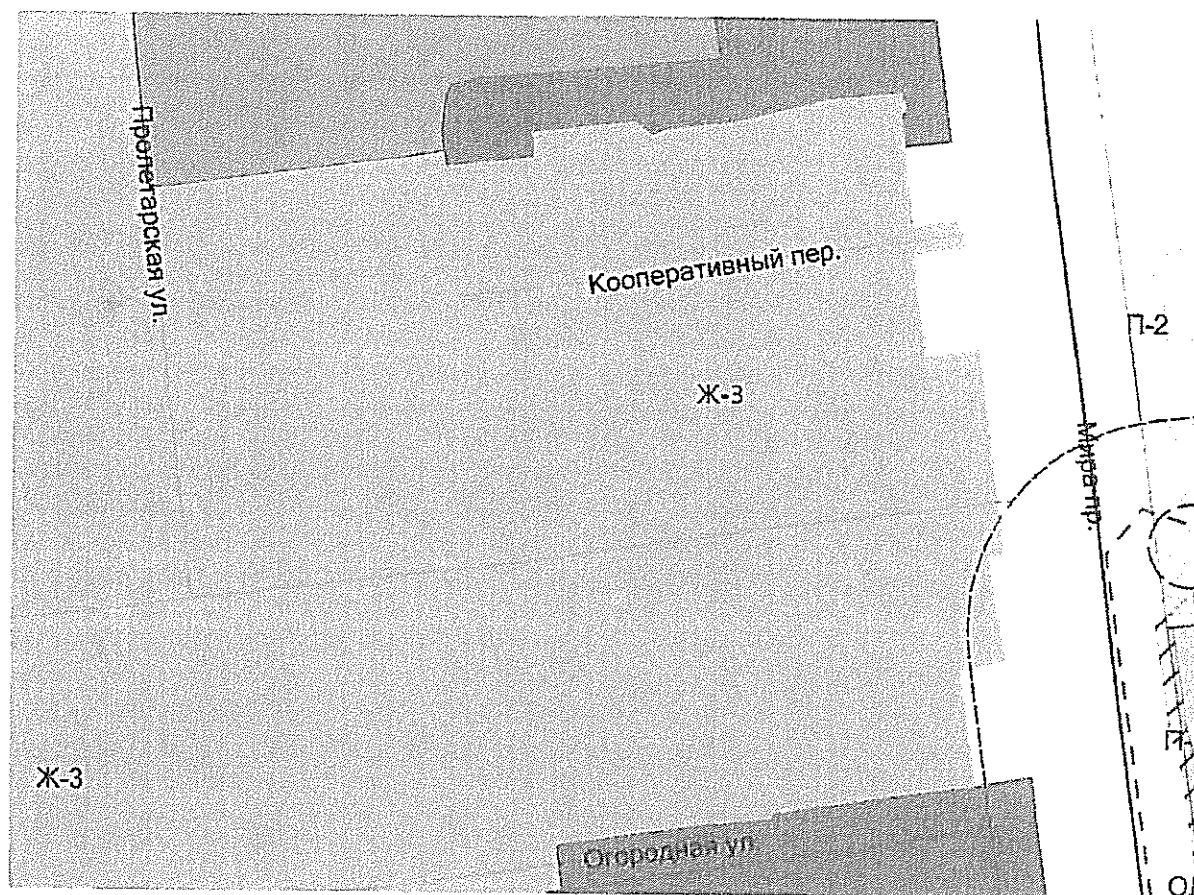 Пролетарская ул.
Кооперативный пер.
П-2
Ж-3
Мира пр.
Ж-3
Огородная ул